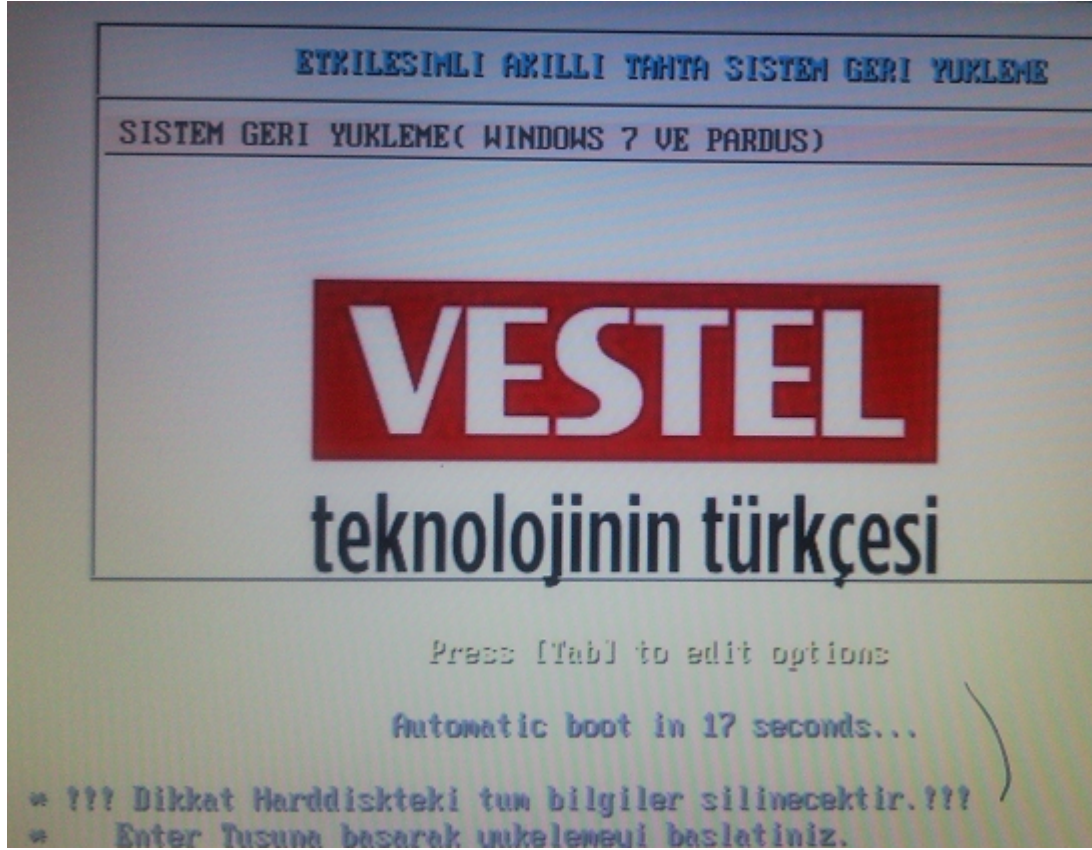 ETKILESIMLI AKILLI TAHTA SISTEM GERI YUKLEME
SISTEM GERI YUKLEME( WINDOWS 7 VE PARDUS)
VESTEL
teknolojinin türkçesi
Press [Tab] to edit options
Automatic boot in 17 seconds...
* ??? Dikkat Harddiskteki tum bilgiler silinecektir.???
* Enter Tusuna basarak yukelemeyi baslatiniz.